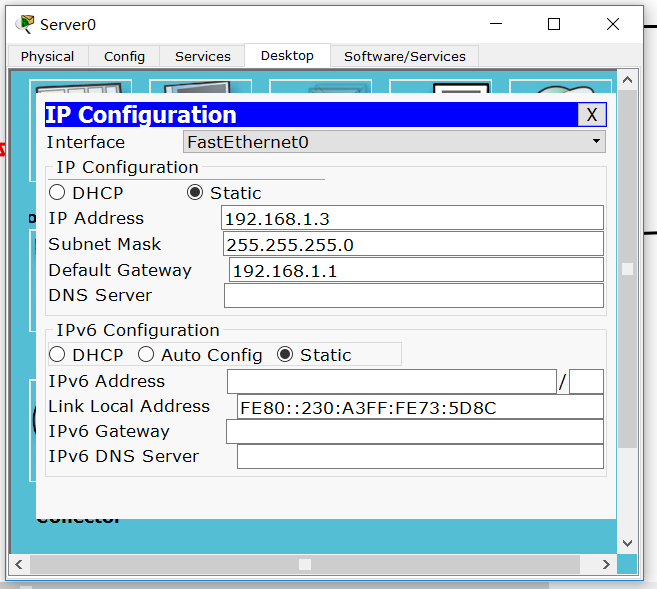 Server0
Physical Config Services Desktop Software/Services
IP Configuration X
Interface FastEthernet0
IP Configuration
DHCP Static
IP Address 192.168.1.3
Subnet Mask 255.255.255.0
Default Gateway 192.168.1.1
DNS Server
IPv6 Configuration
DHCP Auto Config Static
IPv6 Address /
Link Local Address FE80::230:A3FF:FE73:5D8C
IPv6 Gateway
IPv6 DNS Server
Collector